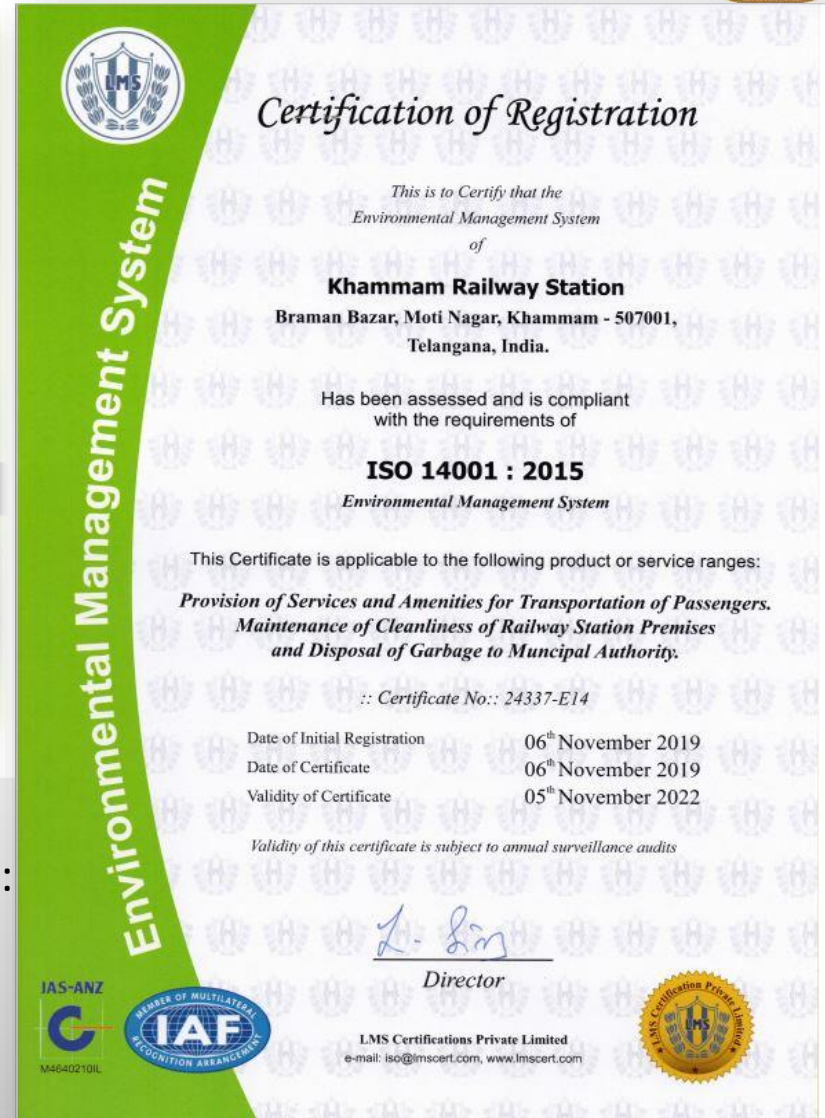 LMS
Certification of Registration
This is to Certify that the
Environmental Management System
of
Khammam Railway Station
Braman Bazar, Moti Nagar, Khammam - 507001,
Telangana, India.
Has been assessed and is compliant
with the requirements of
ISO 14001 : 2015
Environmental Management System
This Certificate is applicable to the following product or service ranges:
Provision of Services and Amenities for Transportation of Passengers.
Maintenance of Cleanliness of Railway Station Premises
and Disposal of Garbage to Muncipal Authority.
:: Certificate No:: 24337-E14
Date of Initial Registration 06th November 2019
Date of Certificate 06th November 2019
Validity of Certificate 05th November 2022
Validity of this certificate is subject to annual surveillance audits
Director
LMS Certifications Private Limited
e-mail: iso@lmscert.com, www.lmscert.com
Environmental Management System
JAS-ANZ
M4640210IL
MEMBER OF MULTILATERAL
IAF
RECOGNITION ARRANGEMENT
LMS Certification Private Limited
LMS
: